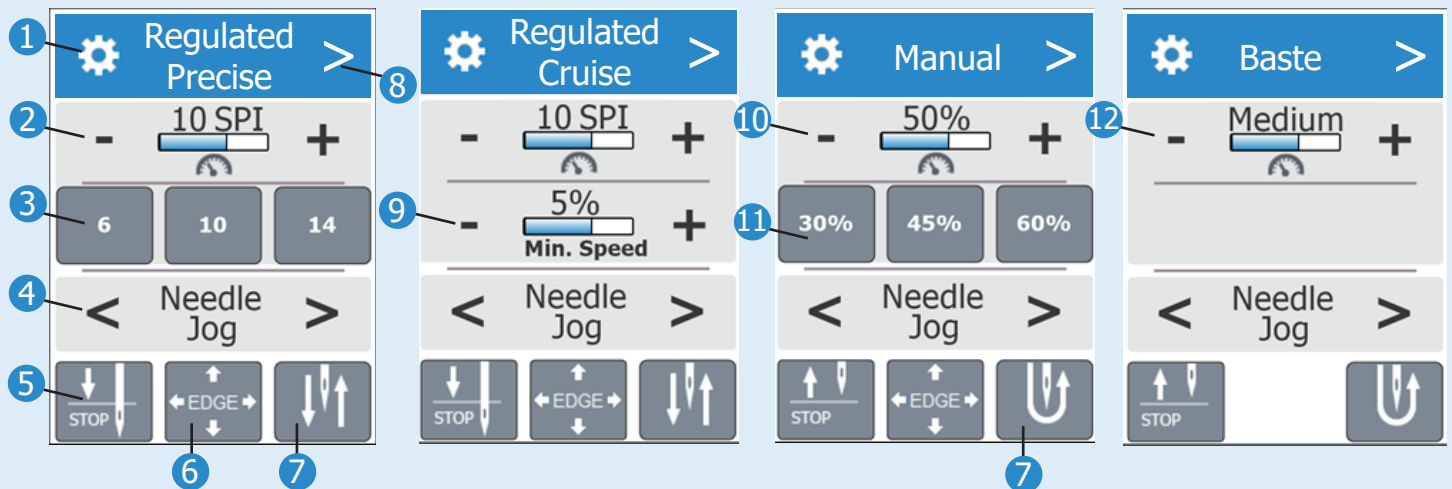 1
Regulated
Precise
>
8
2
-
10 SPI
+
3
6
10
14
4
<
Needle
Jog
>
5
STOP
EDGE
6
7
Regulated
Cruise
>
-
10 SPI
+
9
-
5%
+
Min. Speed
<
Needle
Jog
>
STOP
EDGE
Manual
>
10
-
50%
+
11
30%
45%
60%
<
Needle
Jog
>
STOP
EDGE
7
Baste
>
12
-
Medium
+
<
Needle
Jog
>
STOP